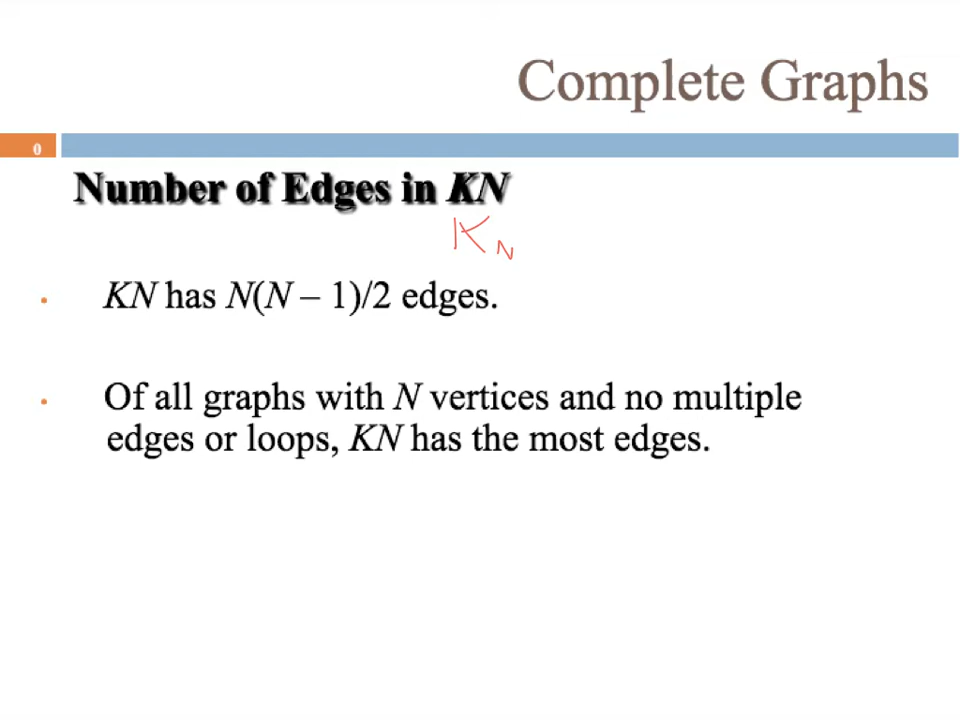 Complete Graphs
0
Number of Edges in KN
K N
• KN has N(N – 1)/2 edges.
• Of all graphs with N vertices and no multiple
edges or loops, KN has the most edges.